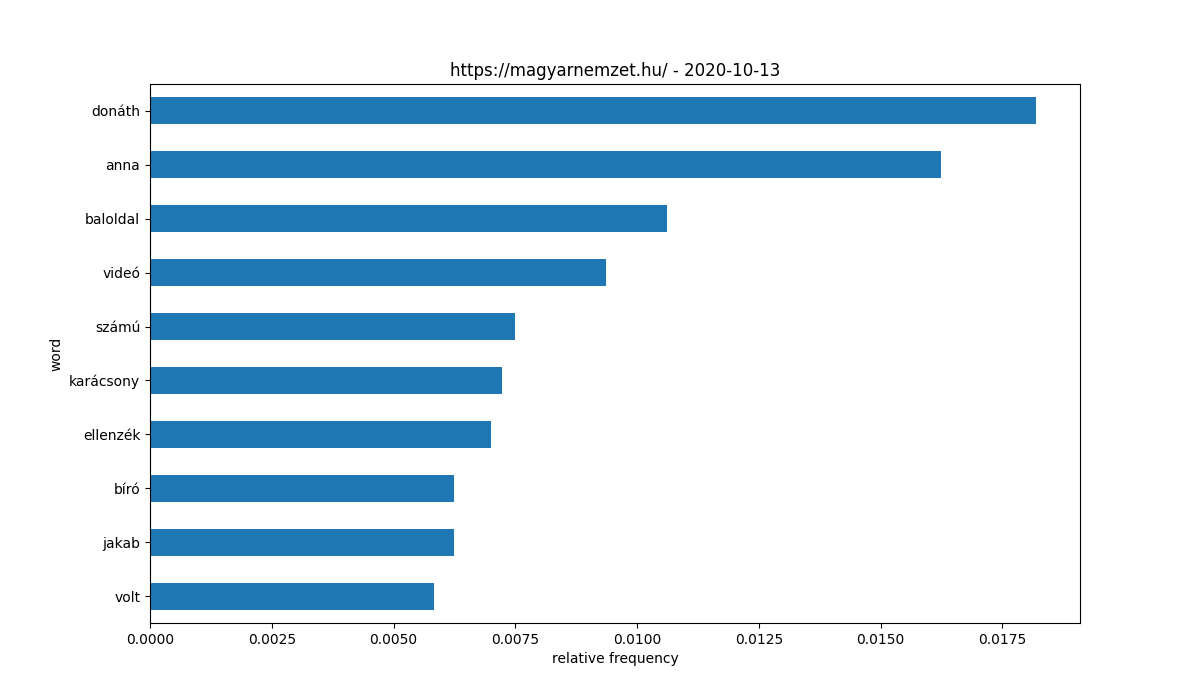 https://magyarnemzet.hu/ - 2020-10-13
donáth
anna
baloldal
videó
számú
karácsony
ellenzék
bíró
jakab
volt
word
0.0000 0.0025 0.0050 0.0075 0.0100 0.0125 0.0150 0.0175
relative frequency